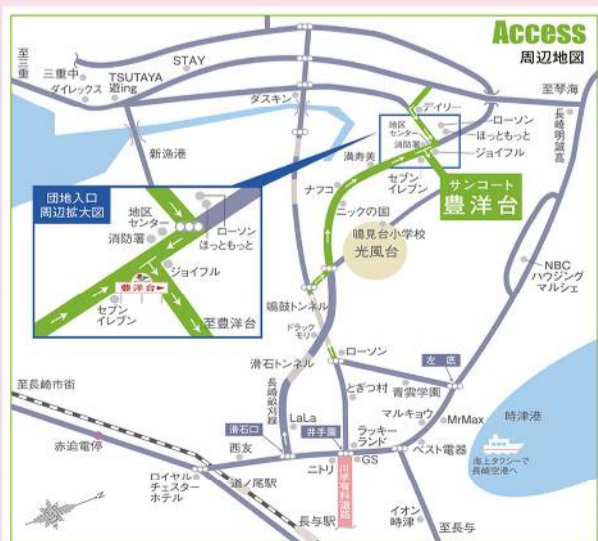 Access
周辺地図
至三重
三重中
ダイレックス
TSUTAYA
遊ing
STAY
ダスキン
新漁港
デイリー
地区
センター
消防署
ローソン
ほっともっと
ジョイフル
至琴海
長崎明誠高
満寿美
セブン
イレブン
ナフコ
ニックの国
鳴見台小学校
光風台
サンコート
豊洋台
団地入口
周辺拡大図
地区
センター
消防署
ローソン
ほっともっと
ジョイフル
豊洋台
セブン
イレブン
至豊洋台
NBC
ハウジング
マルシェ
鳴鼓トンネル
ドラック
モリ
滑石トンネル
ローソン
左底
長崎畝刈線
とぎつ村
青雲学園
時津港
至長崎市街
LaLa
マルキョウ
MrMax
滑石口
井手園
ラッキー
ランド
ベスト電器
赤迫電停
西友
ニトリ
GS
海上タクシーで
長崎空港へ
ロイヤル
チェスター
ホテル
道ノ尾駅
川平有料道路
長与駅
イオン
時津
至長与
N